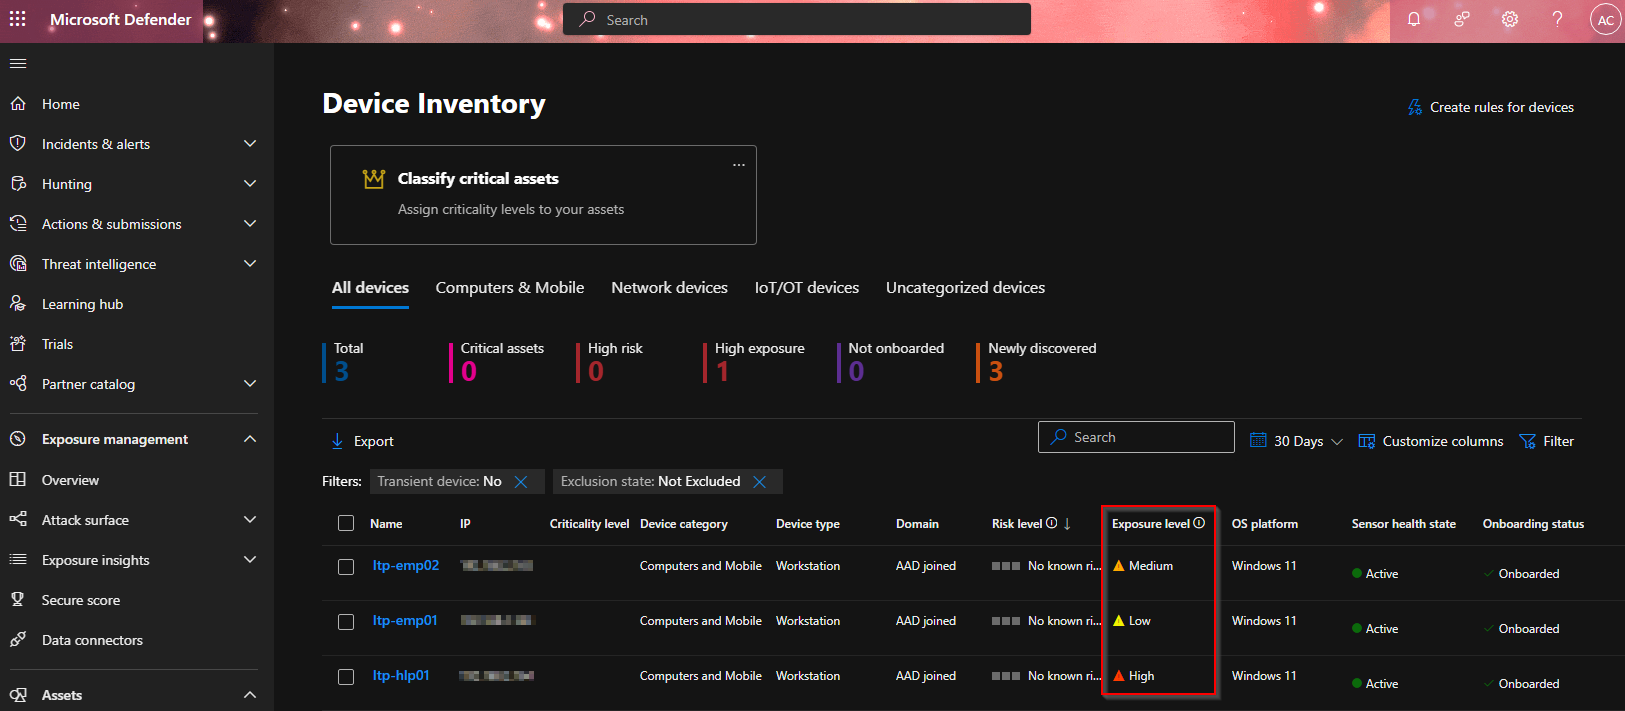 Microsoft Defender
Search
AC
Home
Incidents & alerts
Hunting
Actions & submissions
Threat intelligence
Learning hub
Trials
Partner catalog
Exposure management
Overview
Attack surface
Exposure insights
Secure score
Data connectors
Assets
Device Inventory
Create rules for devices
Classify critical assets
...
Assign criticality levels to your assets
All devices Computers & Mobile Network devices IoT/OT devices Uncategorized devices
Total Critical assets High risk High exposure Not onboarded Newly discovered
3 0 0 1 0 3
Export Search 30 Days Customize columns Filter
Filters: Transient device: No Exclusion state: Not Excluded
Name IP Criticality level Device category Device type Domain Risk level Exposure level OS platform Sensor health state Onboarding status
ltp-emp02 Computers and Mobile Workstation AAD joined No known ri... Medium Windows 11 Active Onboarded
ltp-emp01 Computers and Mobile Workstation AAD joined No known ri... Low Windows 11 Active Onboarded
ltp-hlp01 Computers and Mobile Workstation AAD joined No known ri... High Windows 11 Active Onboarded